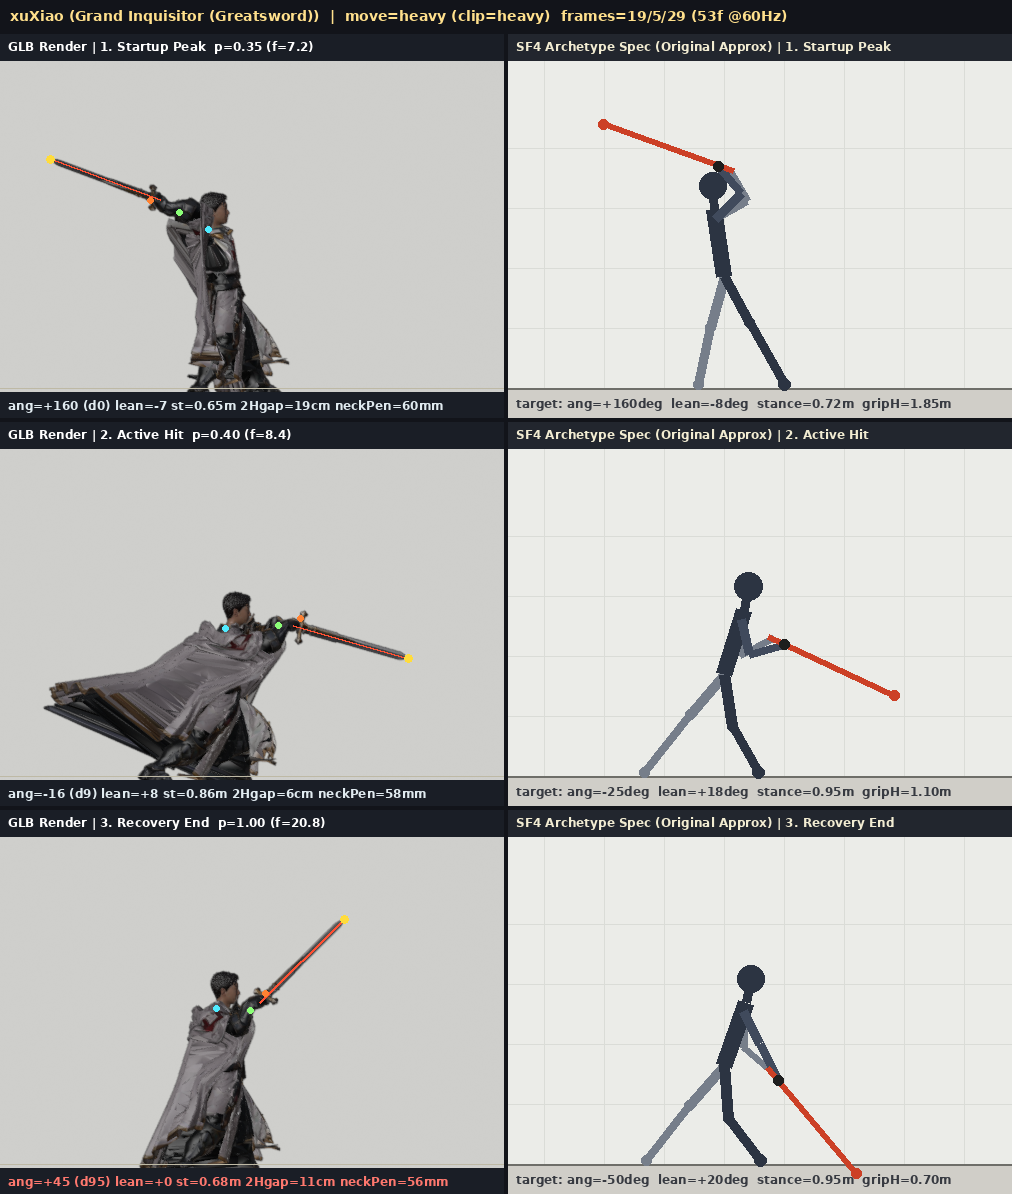 xuXiao (Grand Inquisitor (Greatsword))  |  move=heavy (clip=heavy)  frames=19/5/29 (53f @60Hz)
GLB Render | 1. Startup Peak  p=0.35 (f=7.2)
SF4 Archetype Spec (Original Approx) | 1. Startup Peak
ang=+160 (d0) lean=-7 st=0.65m 2Hgap=19cm neckPen=60mm
target: ang=+160deg  lean=-8deg  stance=0.72m  gripH=1.85m
GLB Render | 2. Active Hit  p=0.40 (f=8.4)
SF4 Archetype Spec (Original Approx) | 2. Active Hit
ang=-16 (d9) lean=+8 st=0.86m 2Hgap=6cm neckPen=58mm
target: ang=-25deg  lean=+18deg  stance=0.95m  gripH=1.10m
GLB Render | 3. Recovery End  p=1.00 (f=20.8)
SF4 Archetype Spec (Original Approx) | 3. Recovery End
ang=+45 (d95) lean=+0 st=0.68m 2Hgap=11cm neckPen=56mm
target: ang=-50deg  lean=+20deg  stance=0.95m  gripH=0.70m